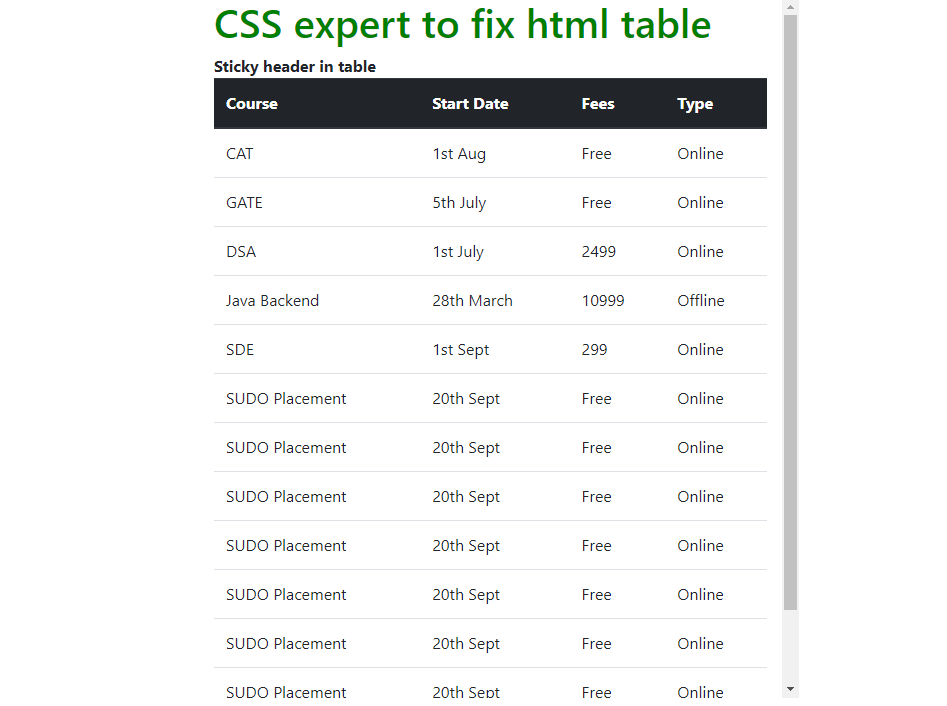 CSS expert to fix html table
Sticky header in table
Course Start Date Fees Type
CAT 1st Aug Free Online
GATE 5th July Free Online
DSA 1st July 2499 Online
Java Backend 28th March 10999 Offline
SDE 1st Sept 299 Online
SUDO Placement 20th Sept Free Online
SUDO Placement 20th Sept Free Online
SUDO Placement 20th Sept Free Online
SUDO Placement 20th Sept Free Online
SUDO Placement 20th Sept Free Online
SUDO Placement 20th Sept Free Online
SUDO Placement 20th Sept Free Online